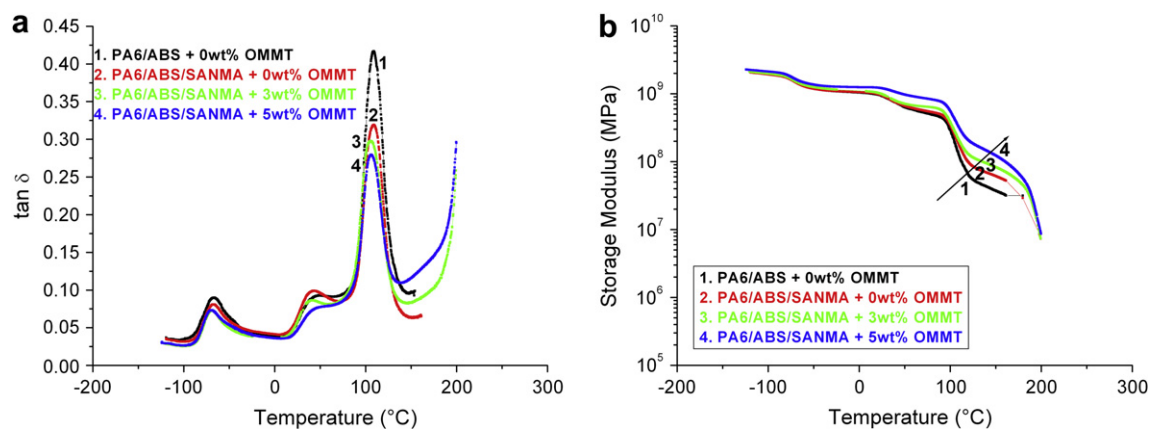 a
0.45
0.40
0.35
0.30
0.25
0.20
0.15
0.10
0.05
0.00
tan δ
1. PA6/ABS + 0wt% OMMT
2. PA6/ABS/SANMA + 0wt% OMMT
3. PA6/ABS/SANMA + 3wt% OMMT
4. PA6/ABS/SANMA + 5wt% OMMT
1
2
3
4
-200 -100 0 100 200 300
Temperature (°C)
b
10^10
10^9
10^8
10^7
10^6
10^5
Storage Modulus (MPa)
4
3
2
1
1. PA6/ABS + 0wt% OMMT
2. PA6/ABS/SANMA + 0wt% OMMT
3. PA6/ABS/SANMA + 3wt% OMMT
4. PA6/ABS/SANMA + 5wt% OMMT
-200 -100 0 100 200 300
Temperature (°C)